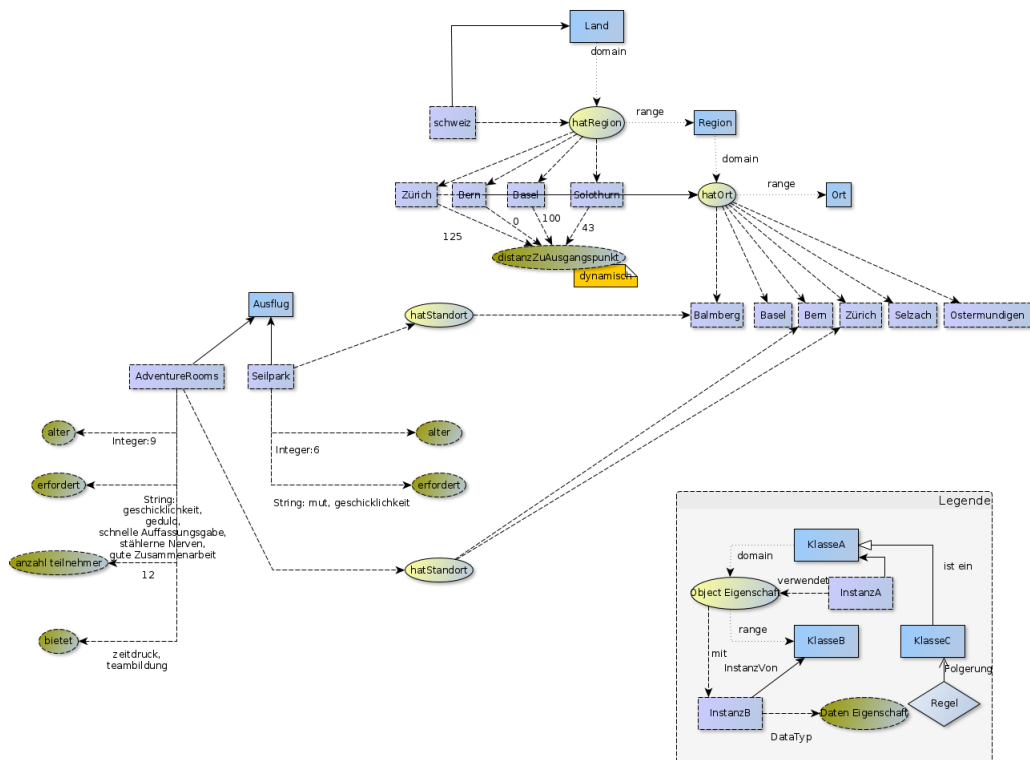 Land
domain
schweiz
hatRegion
range
Region
domain
Zürich
Bern
Basel
Solothurn
hatOrt
range
Ort
125
0
100
43
distanzZuAusgangspunkt
dynamisch
Ausflug
hatStandort
Balmberg
Basel
Bern
Zürich
Selzach
Ostermundigen
AdventureRooms
Seilpark
alter
Integer:9
Integer:6
alter
erfordert
String:
geschicklichkeit,
geduld,
schnelle Auffassungsgabe,
stählerne Nerven,
gute Zusammenarbeit
String: mut, geschicklichkeit
erfordert
anzahl teilnehmer
12
hatStandort
bietet
zeitdruck,
teambildung
Legende
KlasseA
domain
ist ein
verwendet
Object Eigenschaft
InstanzA
range
KlasseB
KlasseC
mit
InstanzVon
Folgerung
InstanzB
Daten Eigenschaft
Regel
DataTyp